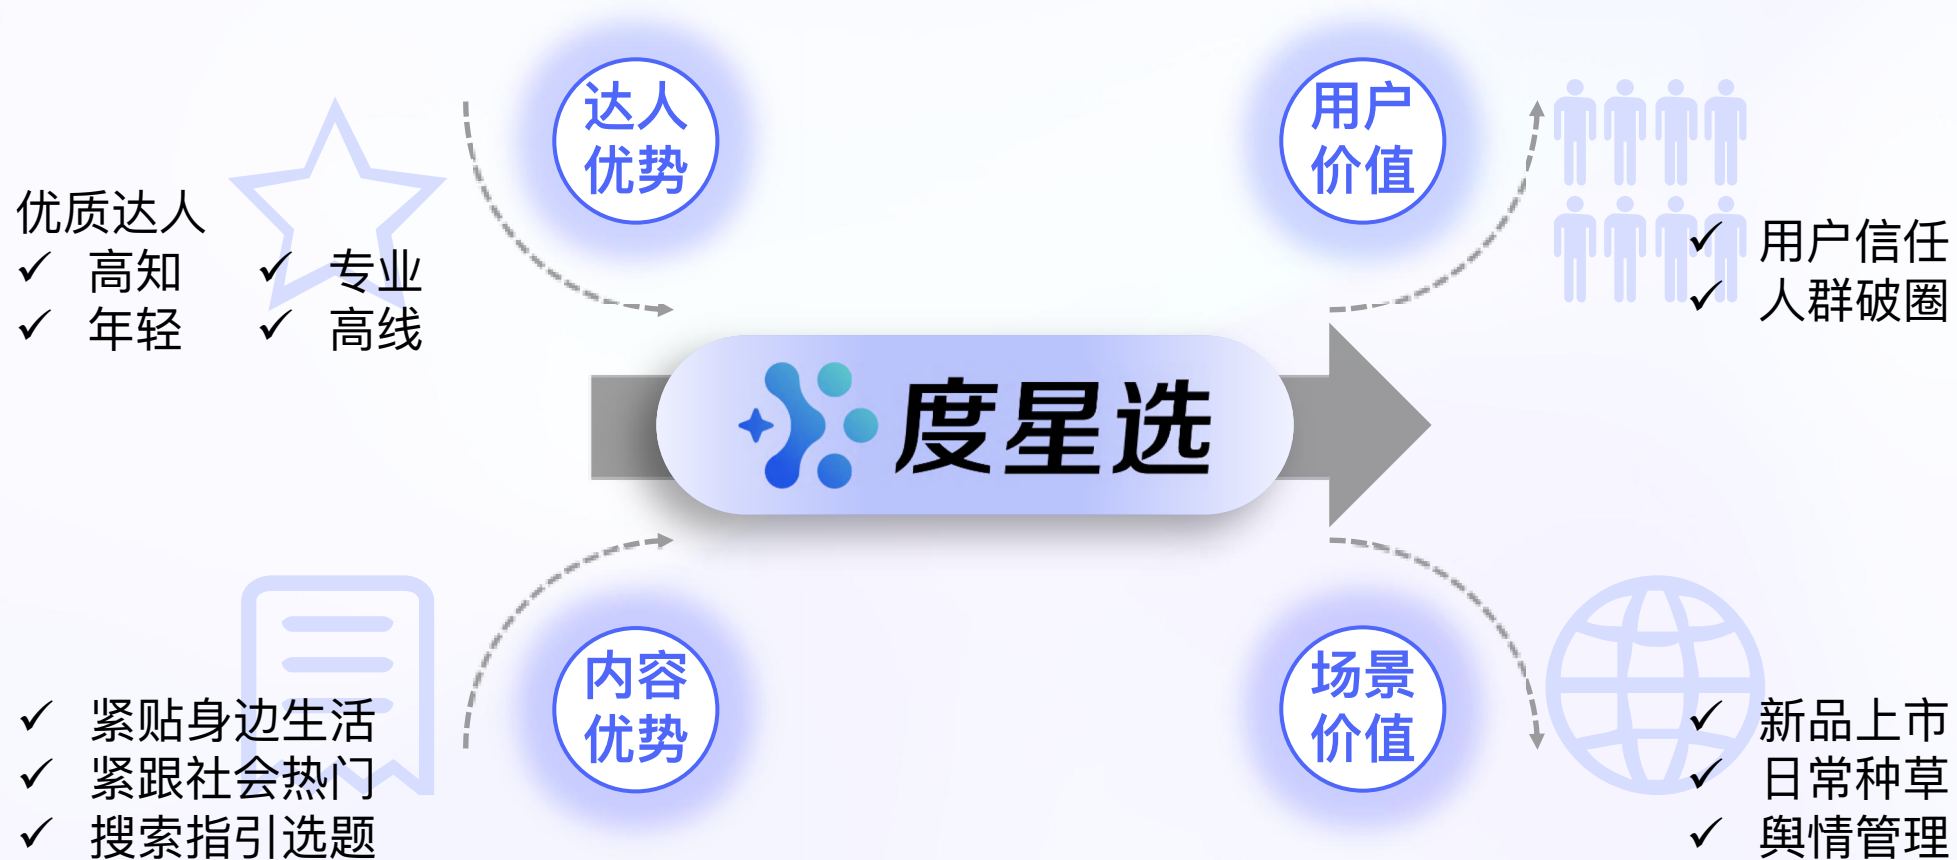 达人
优势
用户
价值
优质达人
✓ 高知 ✓ 专业
✓ 年轻 ✓ 高线
✓ 用户信任
✓ 人群破圈
度星选
内容
优势
场景
价值
✓ 紧贴身边生活
✓ 紧跟社会热门
✓ 搜索指引选题
✓ 新品上市
✓ 日常种草
✓ 舆情管理